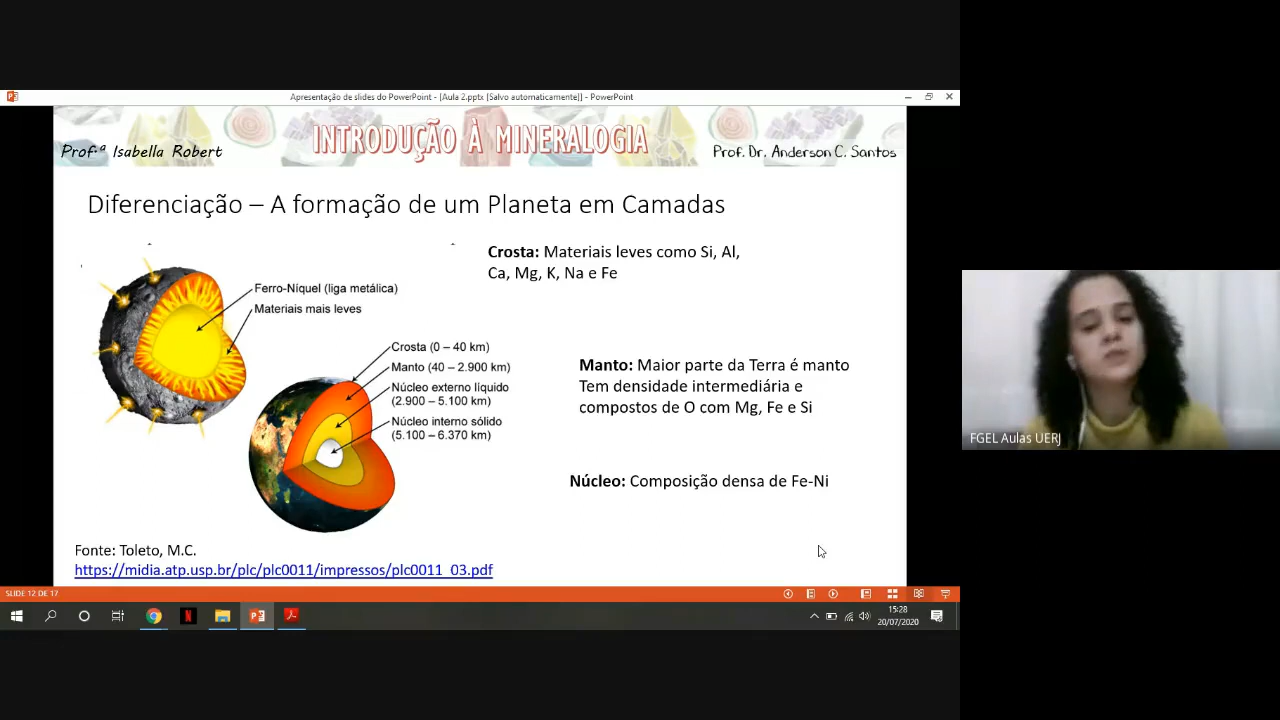 Apresentação de slides do PowerPoint - [Aula 2.pptx [Salvo automaticamente]] - PowerPoint
INTRODUÇÃO À MINERALOGIA
Prof.ª Isabella Robert
Prof. Dr. Anderson C. Santos
Diferenciação – A formação de um Planeta em Camadas
Crosta: Materiais leves como Si, Al,
Ca, Mg, K, Na e Fe
Ferro-Níquel (liga metálica)
Materiais mais leves
Crosta (0 – 40 km)
Manto (40 – 2.900 km)
Núcleo externo líquido
(2.900 – 5.100 km)
Núcleo interno sólido
(5.100 – 6.370 km)
Manto: Maior parte da Terra é manto
Tem densidade intermediária e
compostos de O com Mg, Fe e Si
Núcleo: Composição densa de Fe-Ni
Fonte: Toleto, M.C.
https://midia.atp.usp.br/plc/plc0011/impressos/plc0011_03.pdf
FGEL Aulas UERJ
SLIDE 12 DE 17
15:28
20/07/2020